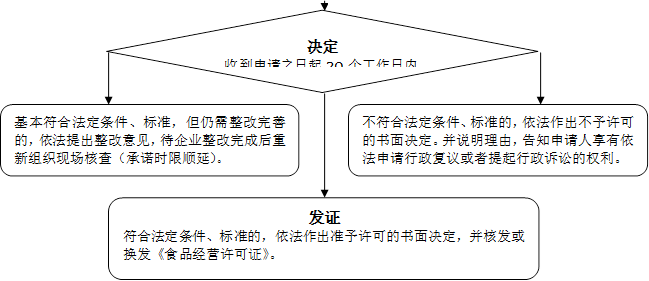 决定
收到申请之日起 20 个工作日内
基本符合法定条件、标准，但仍需整改完善
的，依法提出整改意见，待企业整改完成后重
新组织现场核查（承诺时限顺延）。
不符合法定条件、标准的，依法作出不予许可
的书面决定。并说明理由，告知申请人享有依
法申请行政复议或者提起行政诉讼的权利。
发证
符合法定条件、标准的，依法作出准予许可的书面决定，并核发或
换发《食品经营许可证》。